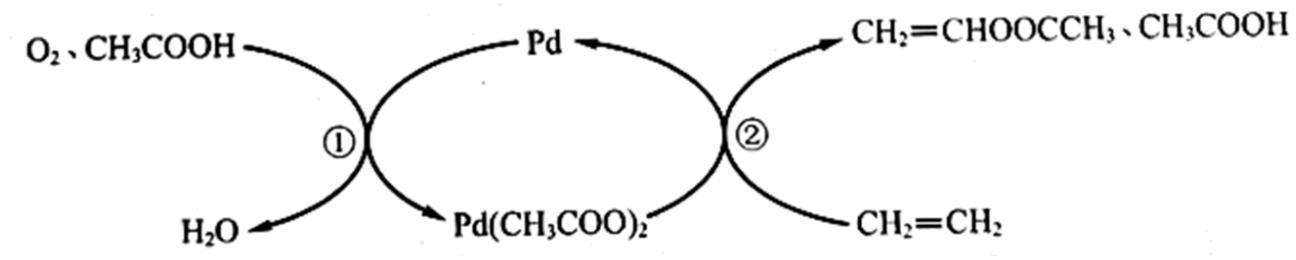 O₂、CH₃COOH
Pd
CH₂=CHOOCCH₃、CH₃COOH
①
②
H₂O
Pd(CH₃COO)₂
CH₂=CH₂